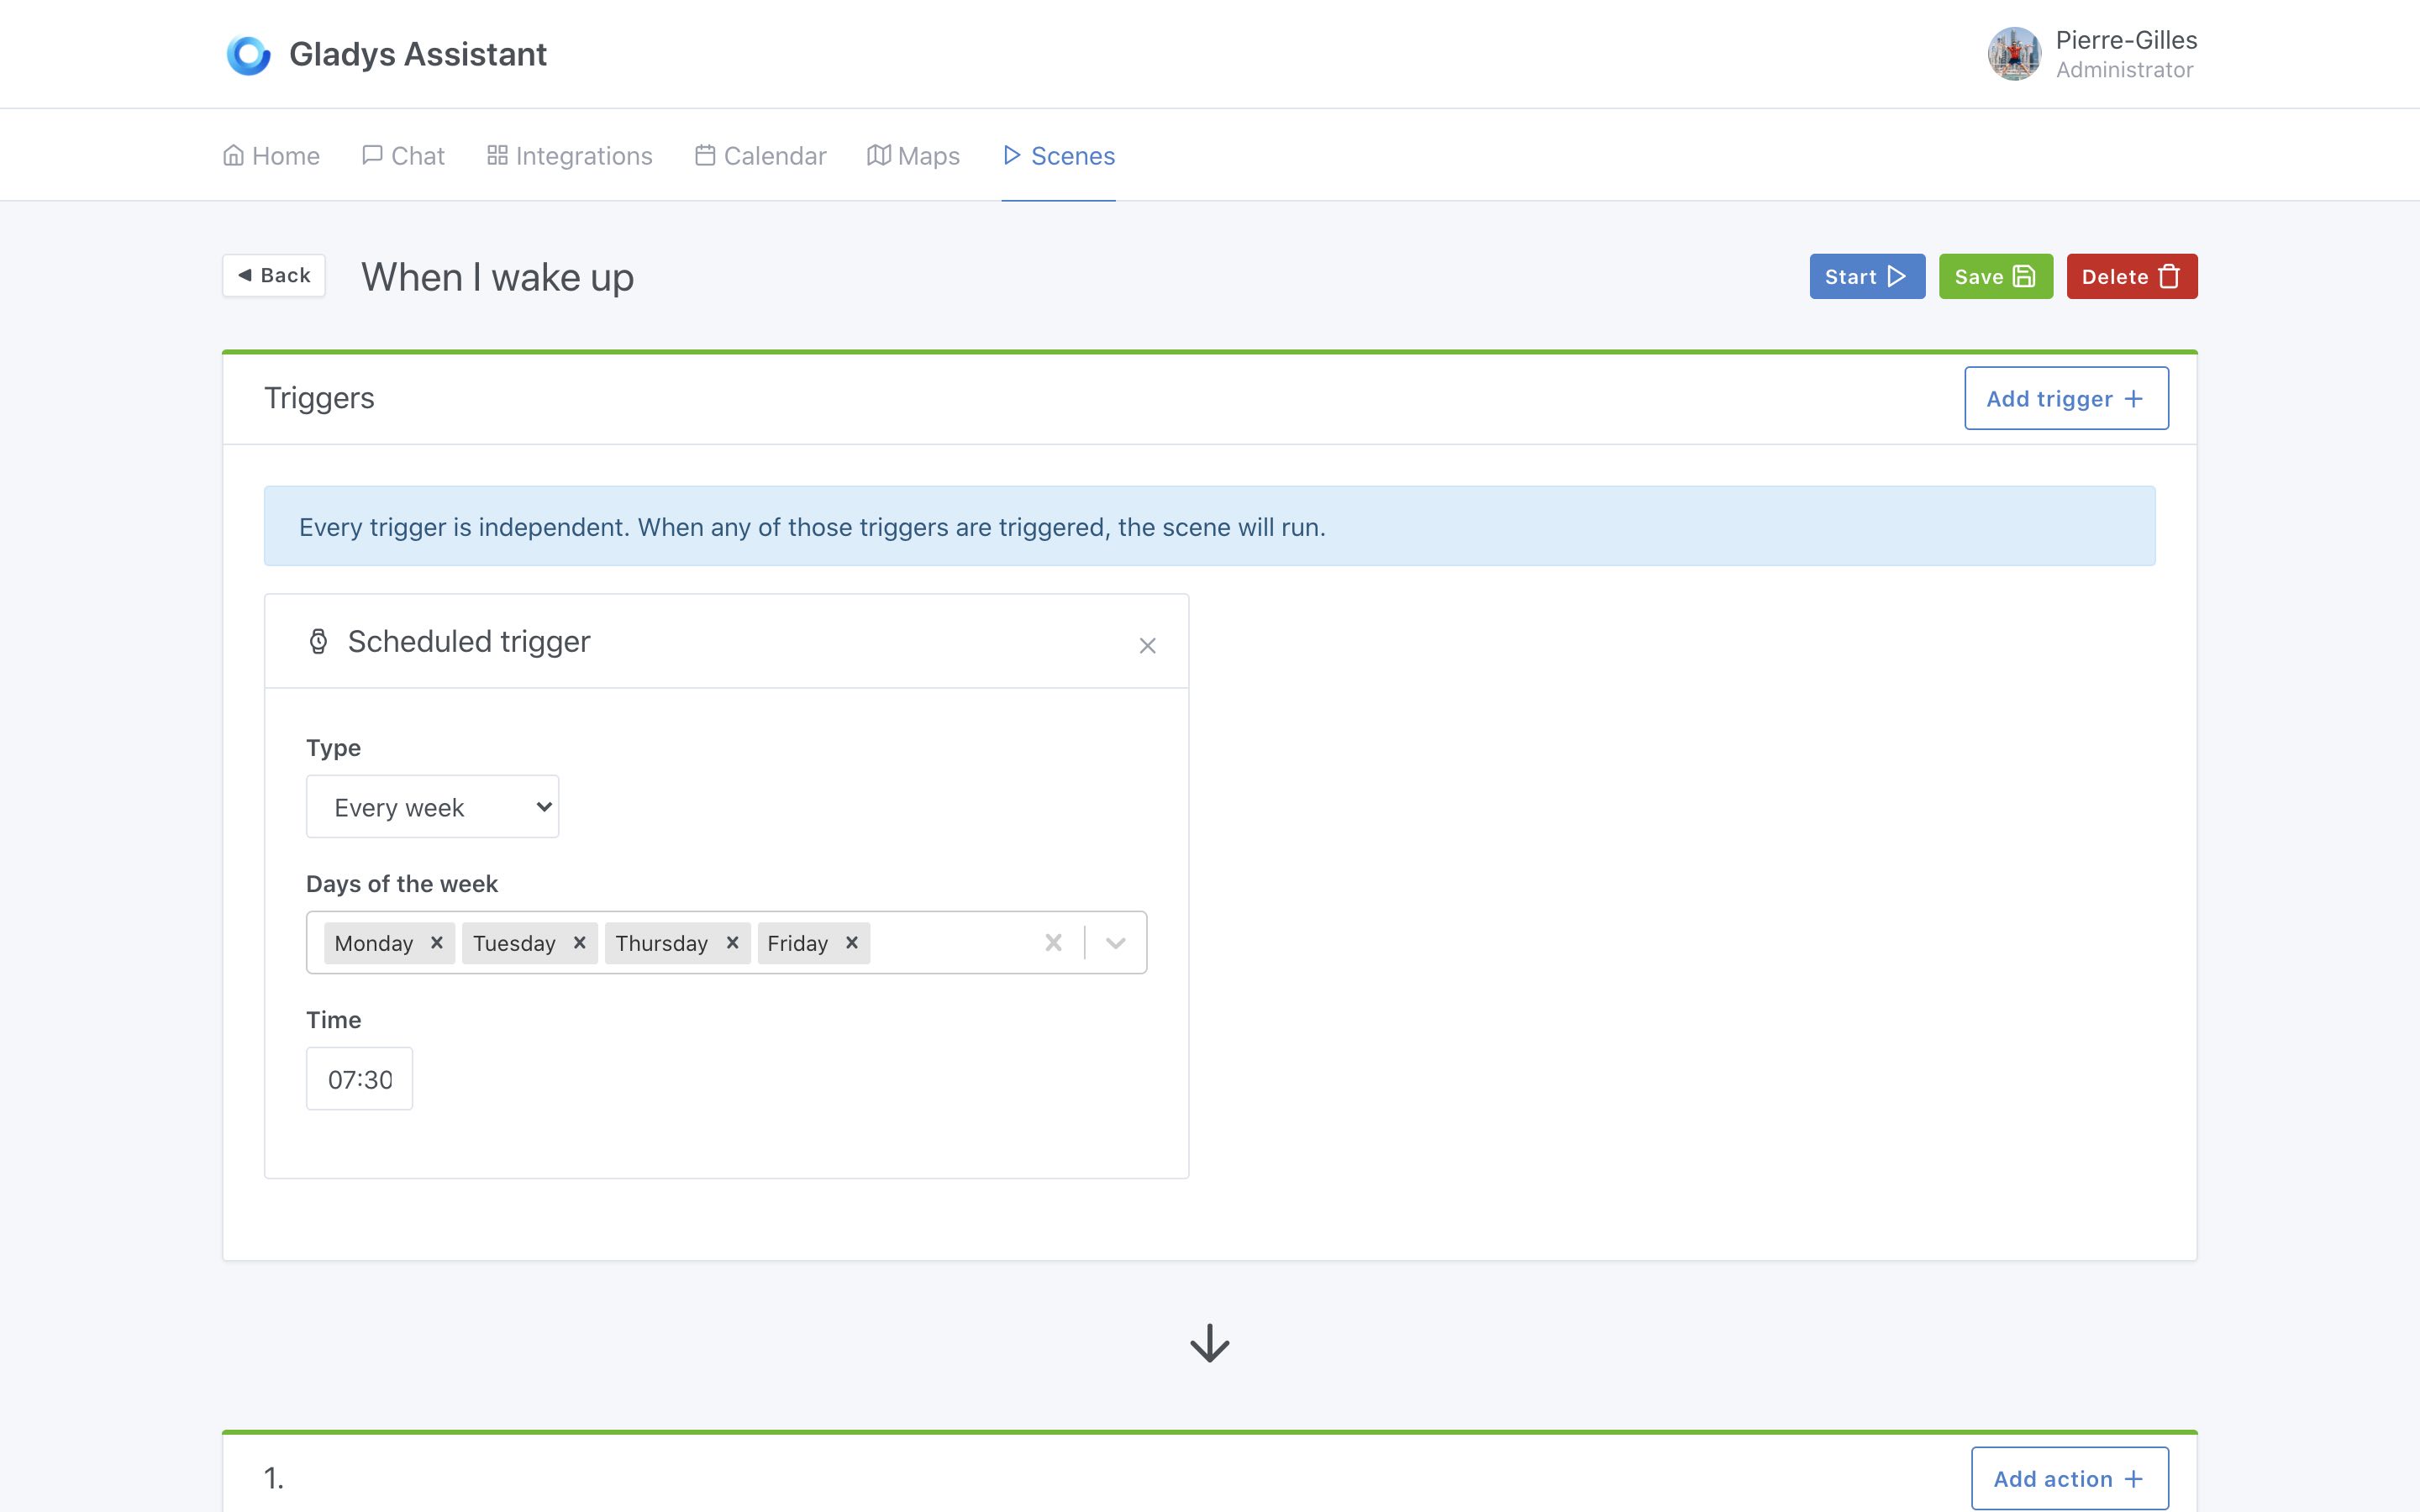 Gladys Assistant
Pierre-Gilles
Administrator
Home Chat Integrations Calendar Maps Scenes
Back When I wake up Start Save Delete
Triggers Add trigger
Every trigger is independent. When any of those triggers are triggered, the scene will run.
Scheduled trigger
Type
Every week
Days of the week
Monday Tuesday Thursday Friday
Time
07:30
1. Add action